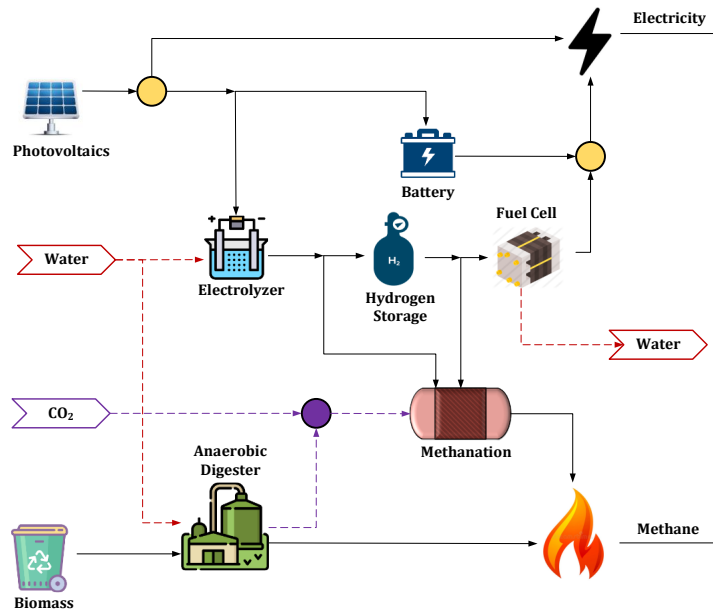 Electricity
Photovoltaics
Battery
Fuel Cell
+ −
Water
Electrolyzer
H₂
Hydrogen
Storage
Water
CO₂
Methanation
Anaerobic
Digester
Methane
Biomass